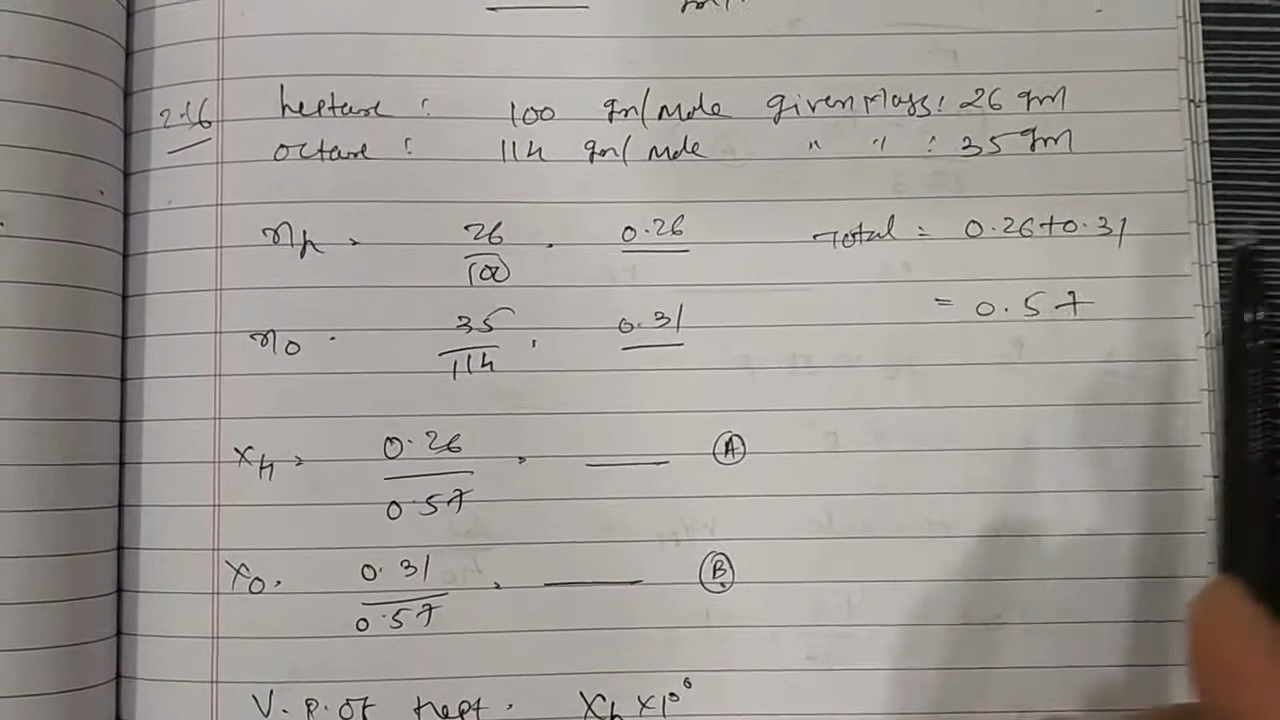 2.16 heptane : 100 gm/mole given Mass : 26 gm
octane : 114 gm/mole " " : 35 gm
nh = 26/100 = 0.26 Total = 0.26+0.31
= 0.57
no = 35/114 = 0.31
xh = 0.26/0.57 = ___ (A)
xo = 0.31/0.57 = ___ (B)
V.P. of hept. xh x p°